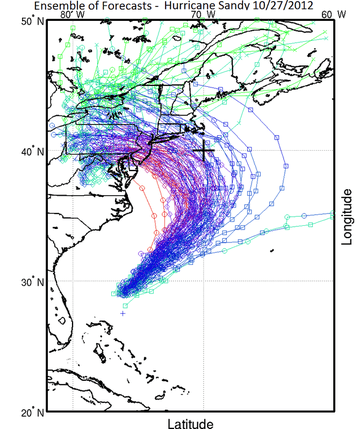 Ensemble of Forecasts - Hurricane Sandy 10/27/2012
80° W 70° W 60 W
50°N
40°N
30°N
20°N
Longitude
Latitude